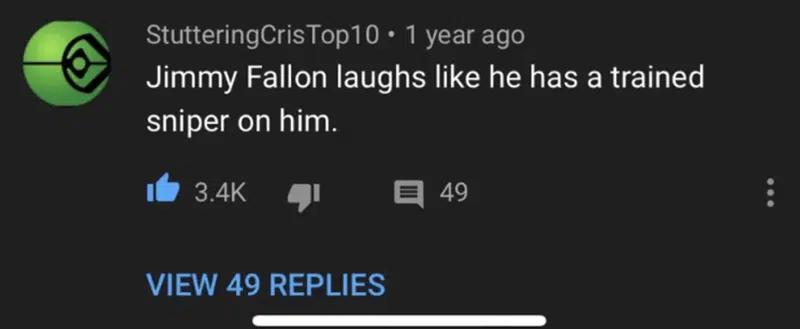 StutteringCrisTop10 • 1 year ago
Jimmy Fallon laughs like he has a trained
sniper on him.
3.4K 49
VIEW 49 REPLIES